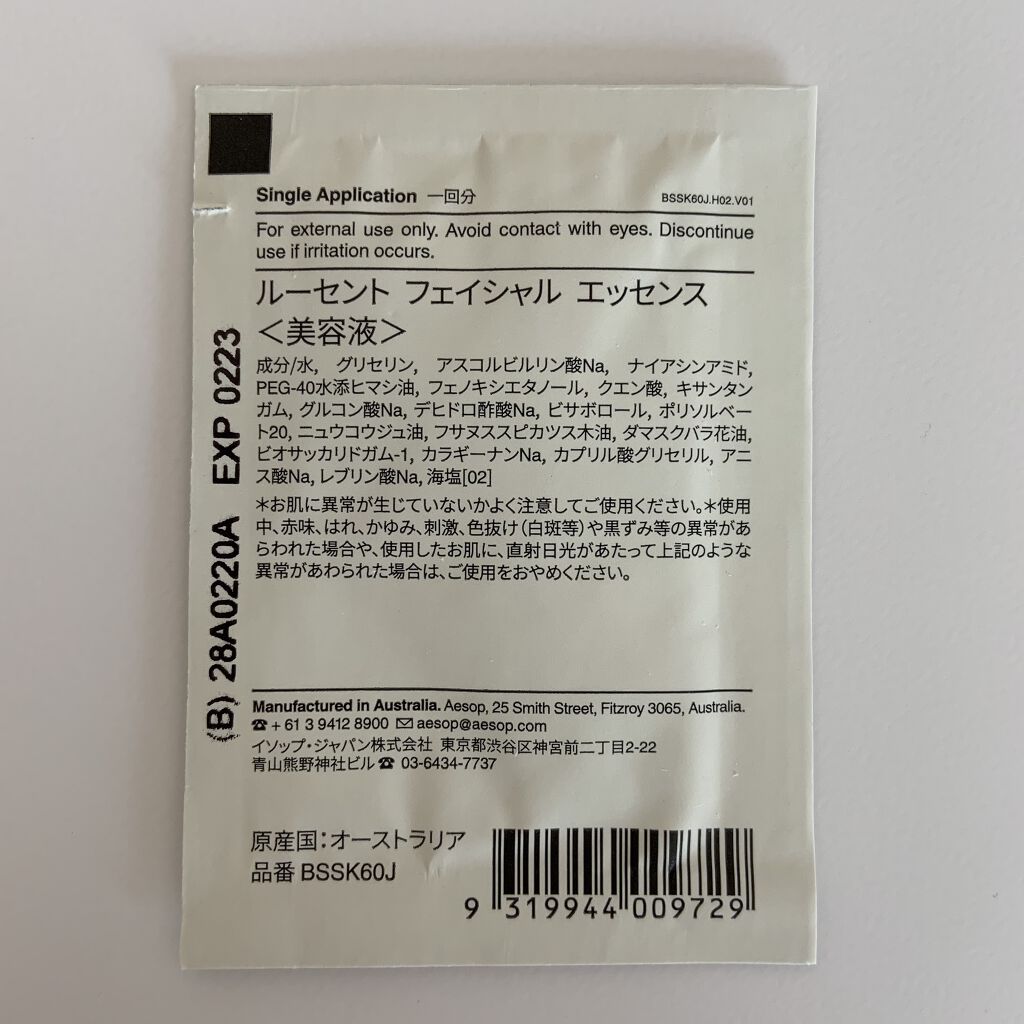 Single Application 一回分
BSSK60J.H02.V01
For external use only. Avoid contact with eyes. Discontinue
use if irritation occurs.
ルーセント フェイシャル エッセンス
＜美容液＞
成分/水, グリセリン, アスコルビルリン酸Na, ナイアシンアミド,
PEG-40水添ヒマシ油, フェノキシエタノール, クエン酸, キサンタン
ガム, グルコン酸Na, デヒドロ酢酸Na, ビサボロール, ポリソルベー
ト20, ニュウコウジュ油, フサヌススピカツス木油, ダマスクバラ花油,
ビオサッカリドガム-1, カラギーナンNa, カプリル酸グリセリル, アニ
ス酸Na, レブリン酸Na, 海塩[02]
＊お肌に異常が生じていないかよく注意してご使用ください。＊使用
中、赤味、はれ、かゆみ、刺激、色抜け（白斑等）や黒ずみ等の異常があ
らわれた場合や、使用したお肌に、直射日光があたって上記のような
異常があわられた場合は、ご使用をおやめください。
(B) 28A0220A EXP 0223
Manufactured in Australia. Aesop, 25 Smith Street, Fitzroy 3065, Australia.
☎ + 61 3 9412 8900 ✉ aesop@aesop.com
イソップ・ジャパン株式会社 東京都渋谷区神宮前二丁目2-22
青山熊野神社ビル ☎ 03-6434-7737
原産国：オーストラリア
品番 BSSK60J
9 319944 009729